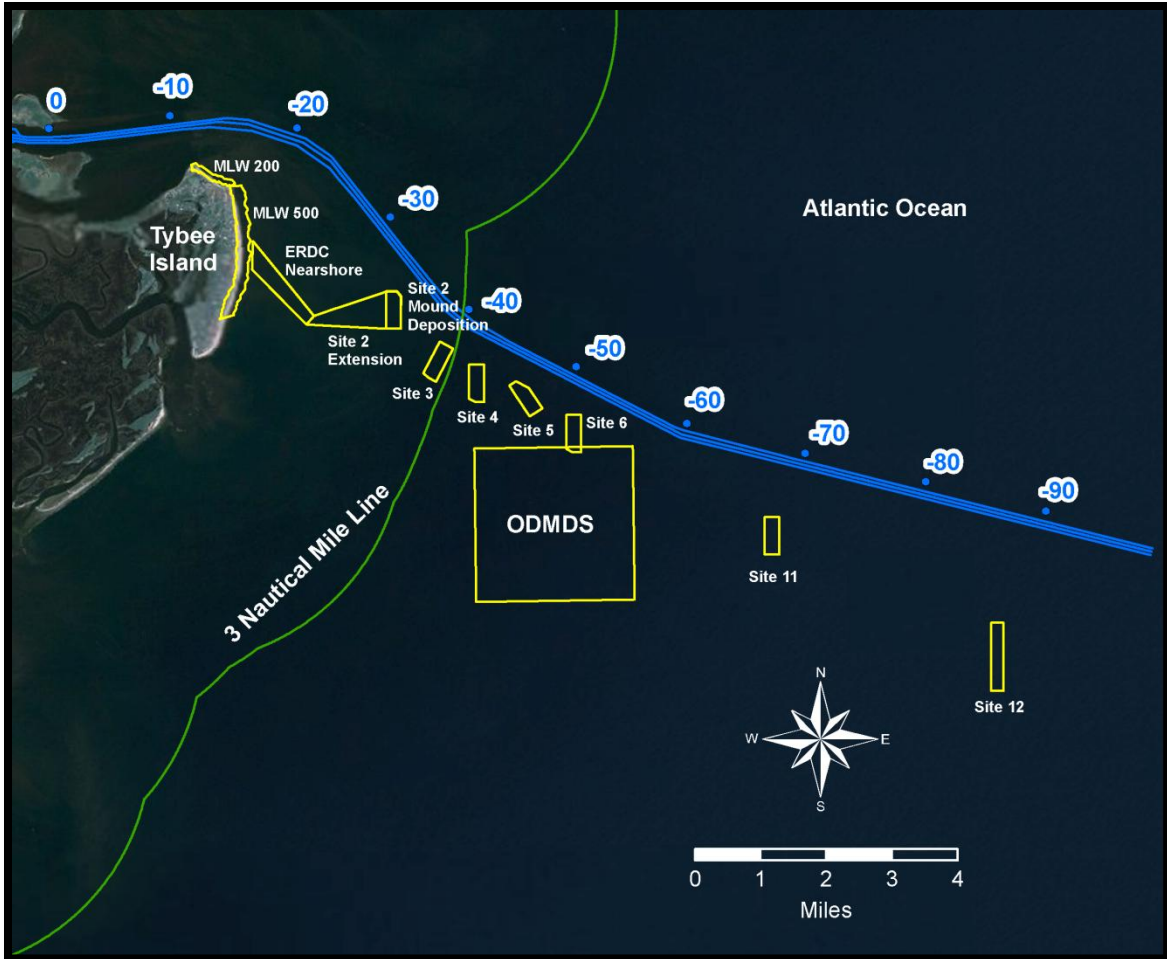 0
-10
-20
-30
-40
-50
-60
-70
-80
-90
MLW 200
MLW 500
Tybee
Island
ERDC
Nearshore
Site 2
Mound
Deposition
Site 2
Extension
Site 3
Site 4
Site 5
Site 6
Atlantic Ocean
ODMDS
3 Nautical Mile Line
Site 11
Site 12
N
W
E
S
0 1 2 3 4
Miles